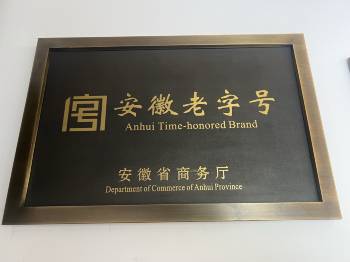 安徽老字号
Anhui Time-honored Brand
安徽省商务厅
Department of Commerce of Anhui Province